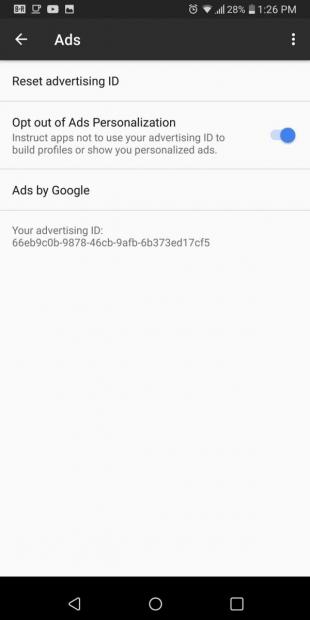 28% 1:26 PM
Ads
Reset advertising ID
Opt out of Ads Personalization
Instruct apps not to use your advertising ID to
build profiles or show you personalized ads.
Ads by Google
Your advertising ID:
66eb9c0b-9878-46cb-9afb-6b373ed17cf5